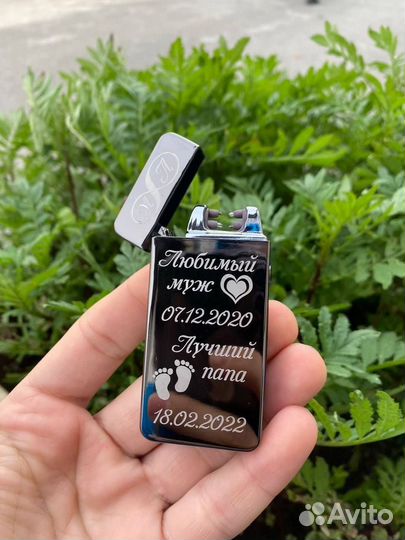 Любимый
муж
07.12.2020
Лучший
папа
18.02.2022
Avito